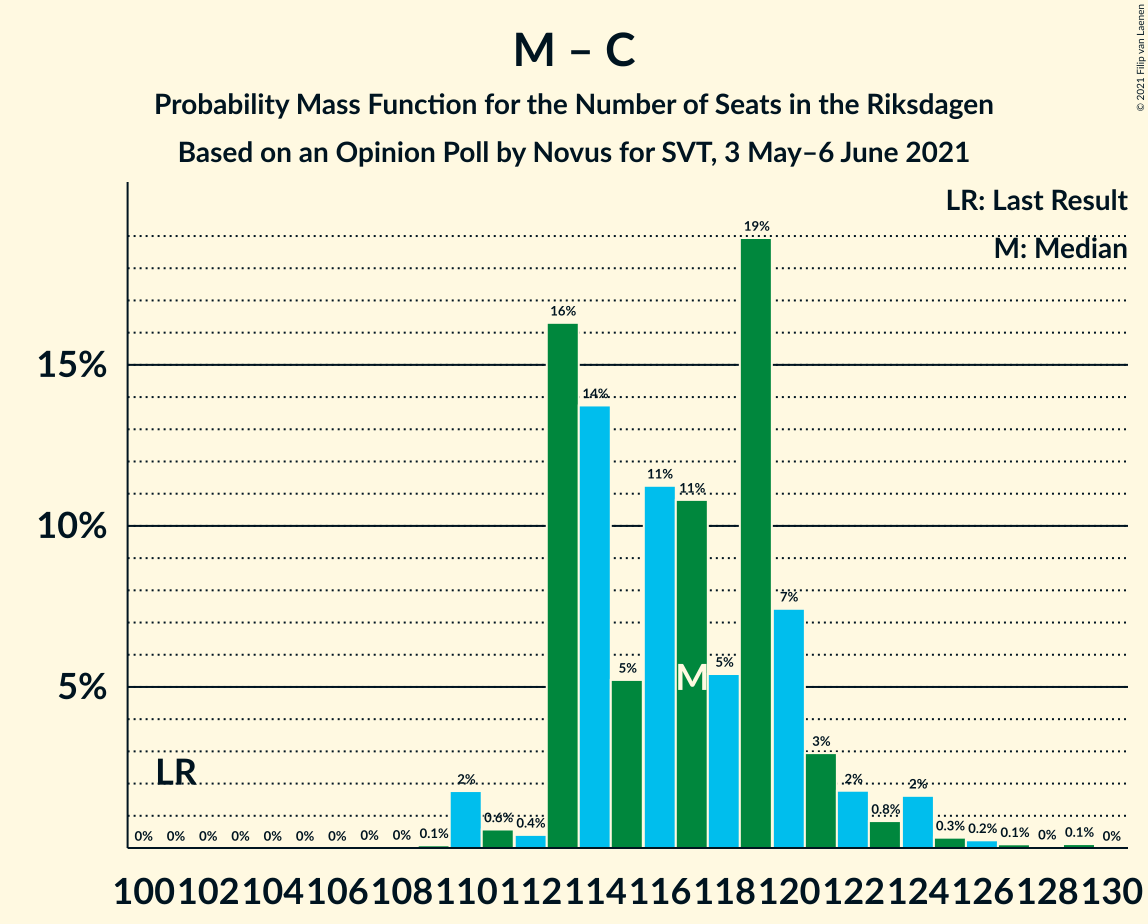 M – C
Probability Mass Function for the Number of Seats in the Riksdagen
Based on an Opinion Poll by Novus for SVT, 3 May–6 June 2021
© 2021 Filip van Laenen
LR: Last Result
M: Median
15%
10%
5%
LR
M
0% 0% 0% 0% 0% 0% 0% 0% 0% 0.1% 2% 0.6% 0.4% 16% 14% 5% 11% 11% 5% 19% 7% 3% 2% 0.8% 2% 0.3% 0.2% 0.1% 0% 0.1% 0%
100 102 104 106 108 110 112 114 116 118 120 122 124 126 128 130